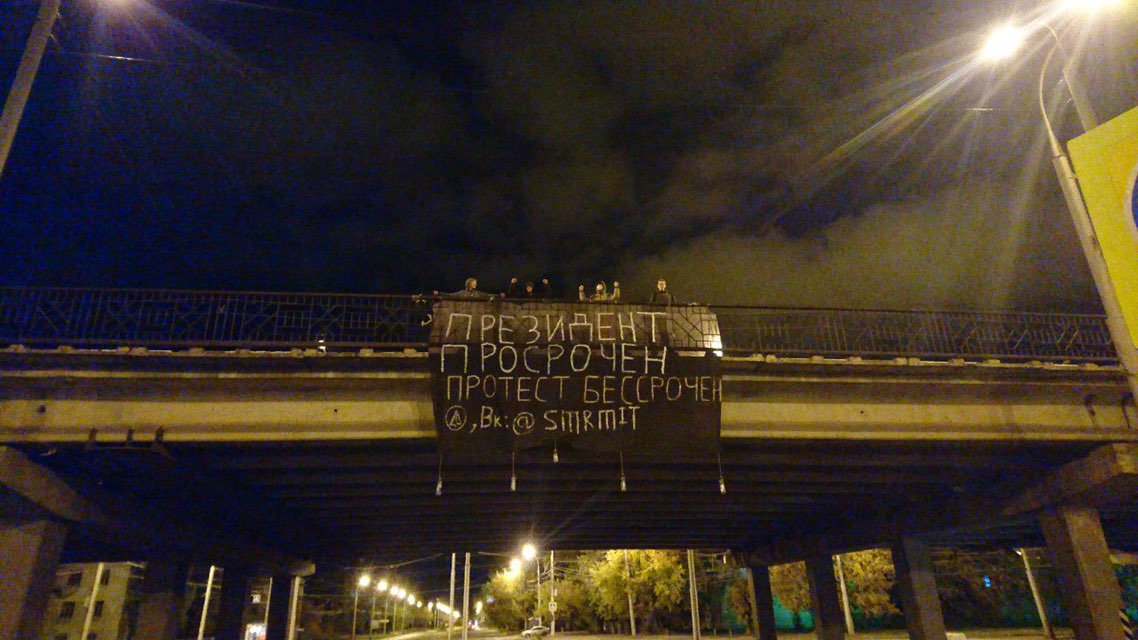 ПРЕЗИДЕНТ
ПРОСРОЧЕН
ПРОТЕСТ БЕССРОЧЕН
Ⓐ, Вк: @ SMRMIT